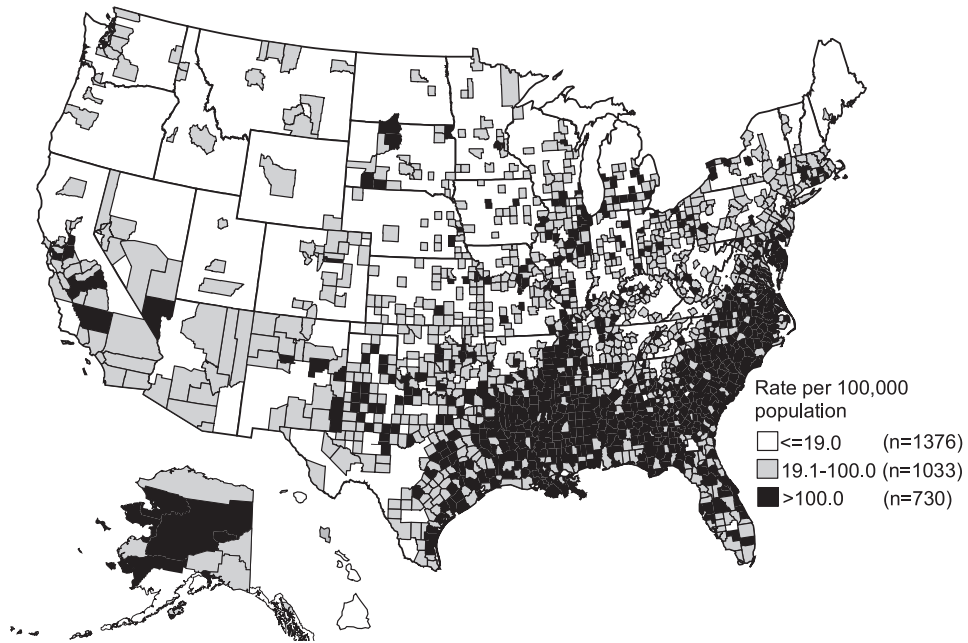 Rate per 100,000
population
<=19.0 (n=1376)
19.1-100.0 (n=1033)
>100.0 (n=730)